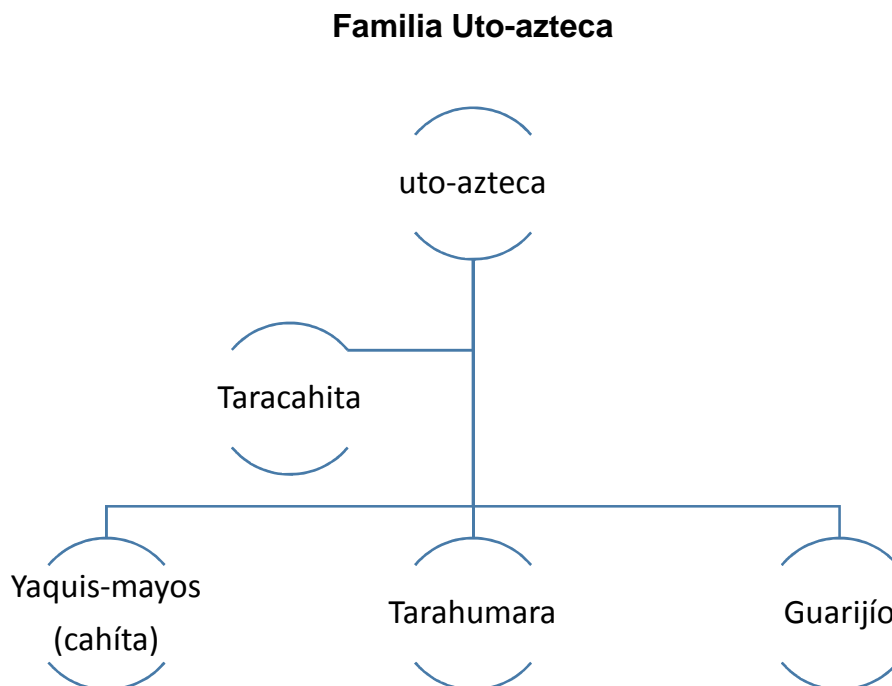 Familia Uto-azteca
uto-azteca
Taracahita
Yaquis-mayos
(cahíta)
Tarahumara
Guarijío